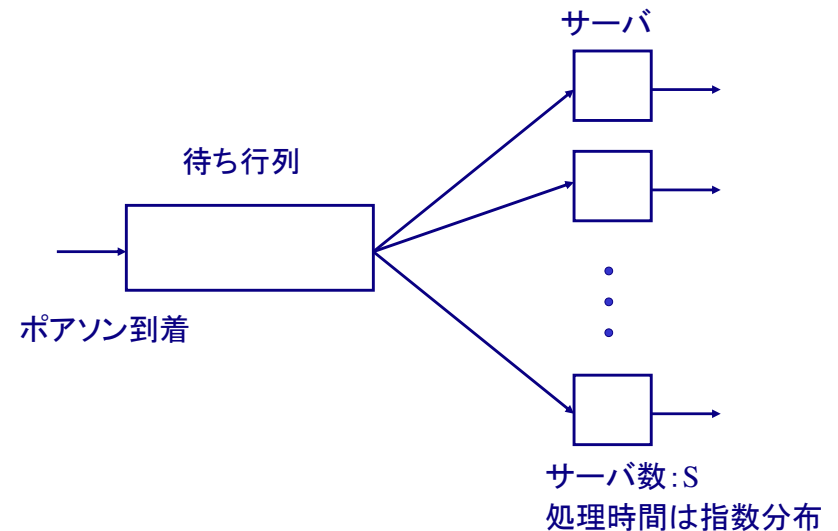 サーバ
待ち行列
ポアソン到着
サーバ数:S
処理時間は指数分布